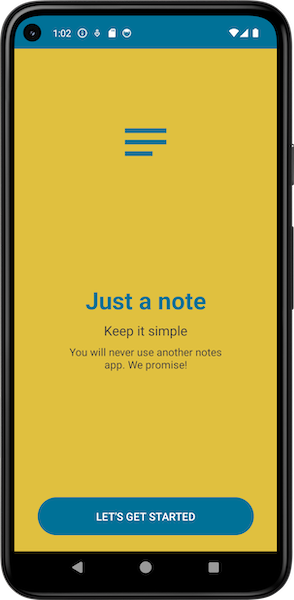 1:02
Just a note
Keep it simple
You will never use another notes
app. We promise!
LET'S GET STARTED